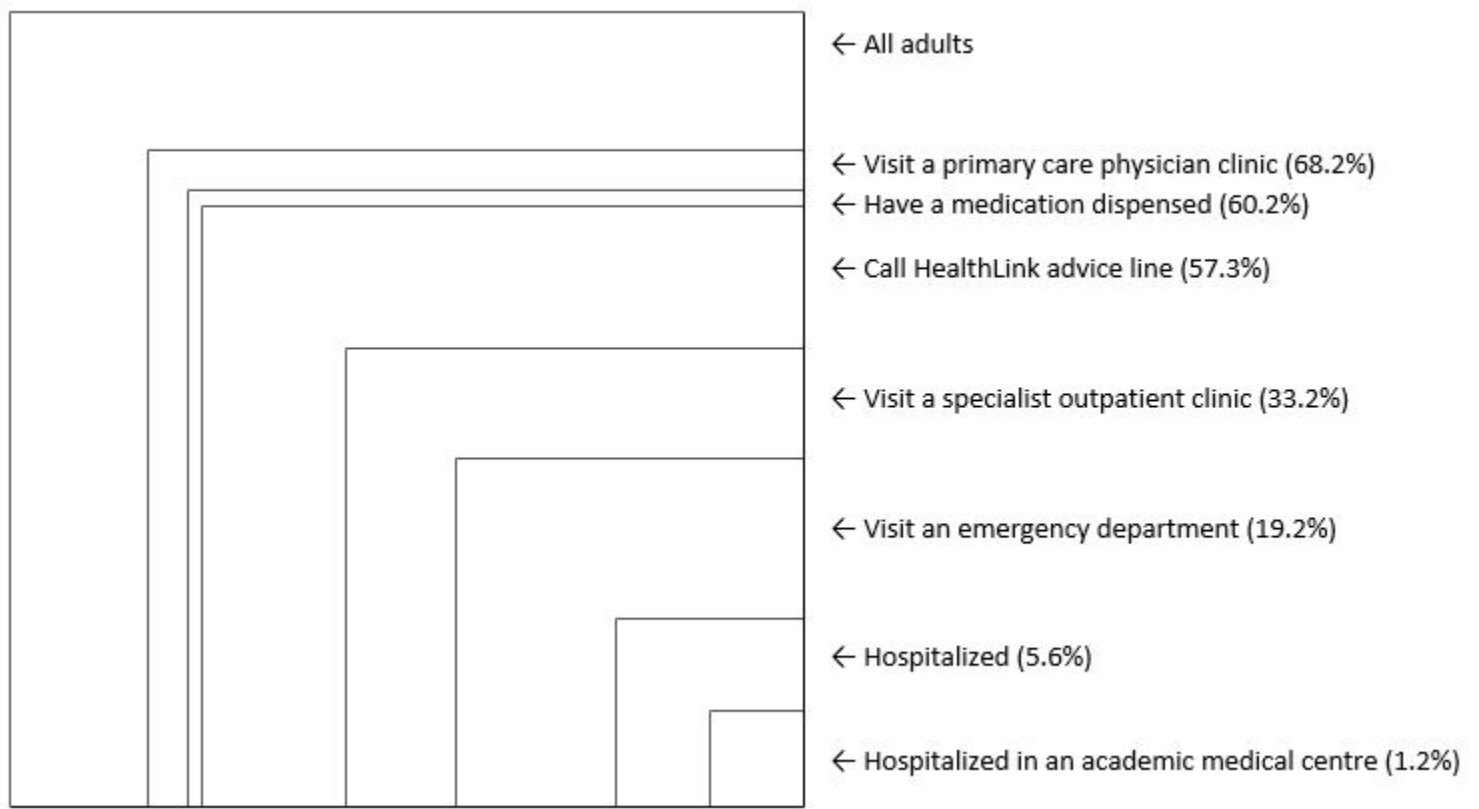 ← All adults
← Visit a primary care physician clinic (68.2%)
← Have a medication dispensed (60.2%)
← Call HealthLink advice line (57.3%)
← Visit a specialist outpatient clinic (33.2%)
← Visit an emergency department (19.2%)
← Hospitalized (5.6%)
← Hospitalized in an academic medical centre (1.2%)